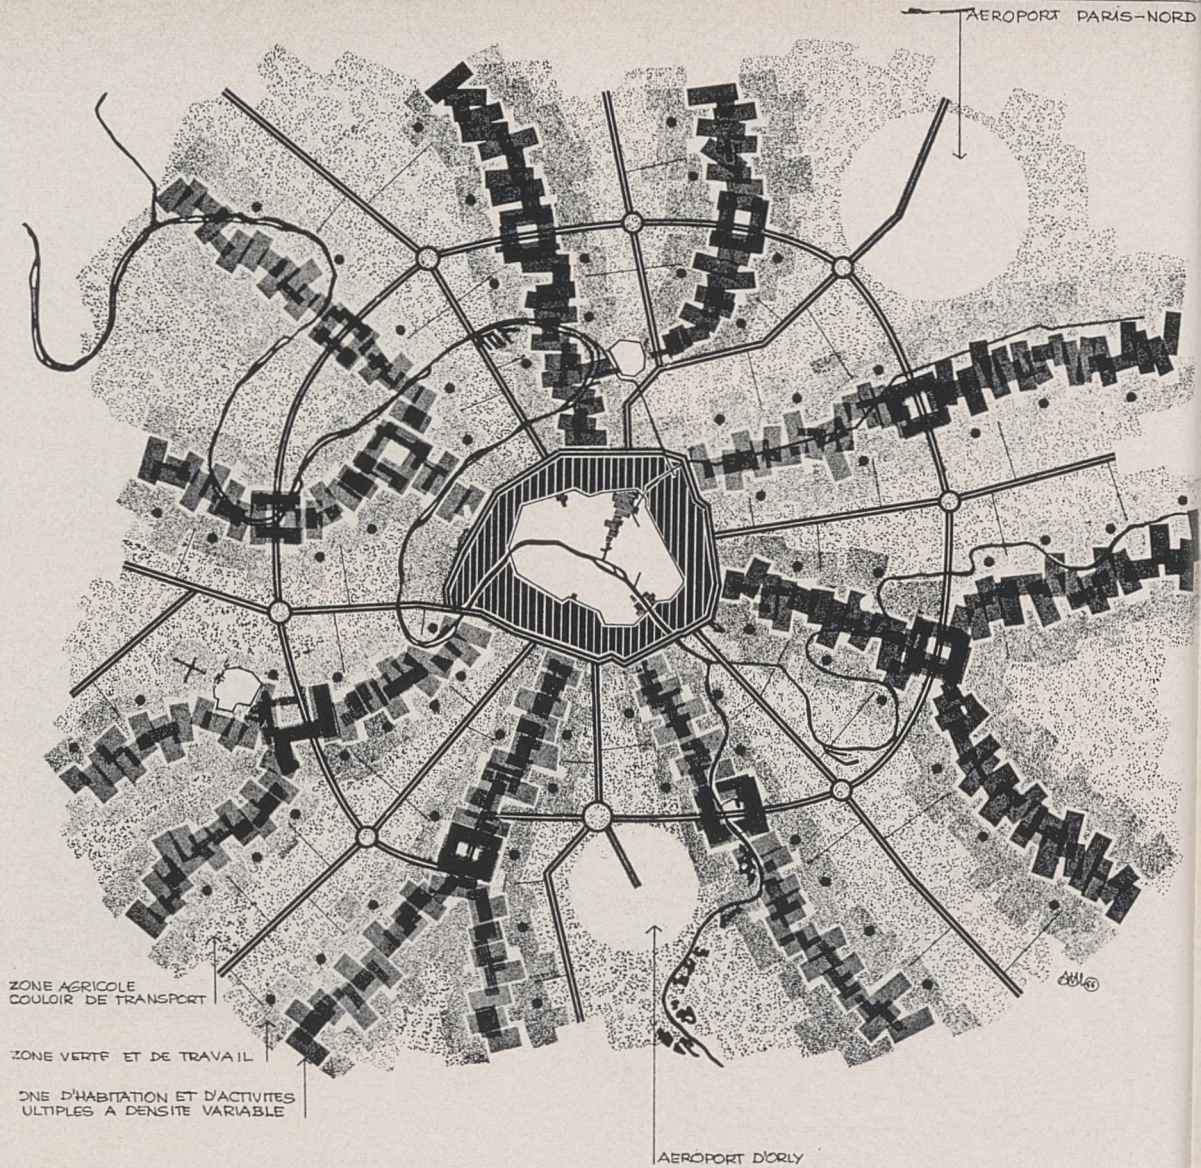 AEROPORT PARIS-NORD
ZONE AGRICOLE
COULOIR DE TRANSPORT
ZONE VERTE ET DE TRAVAIL
ONE D'HABITATION ET D'ACTIVITES
ULTIPLES A DENSITE VARIABLE
AEROPORT D'ORLY